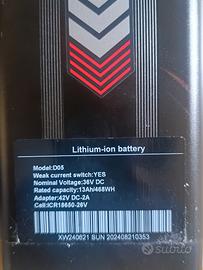 Lithium-ion battery
Model:D05
Weak current switch:YES
Nominal Voltage:36V DC
Rated capacity:13Ah/468WH
Adapter:42V DC-2A
Cell:ICR18650-26V
XW240621 SUN 202408210353
subito